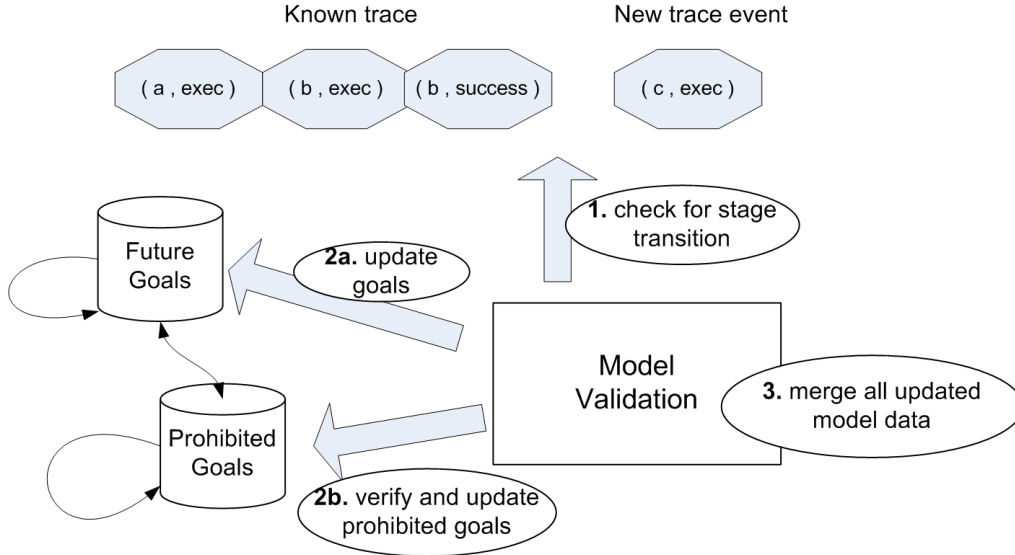 Known trace
New trace event
( a , exec )
( b , exec )
( b , success )
( c , exec )
1. check for stage
transition
Future
Goals
2a. update
goals
Model
Validation
3. merge all updated
model data
Prohibited
Goals
2b. verify and update
prohibited goals